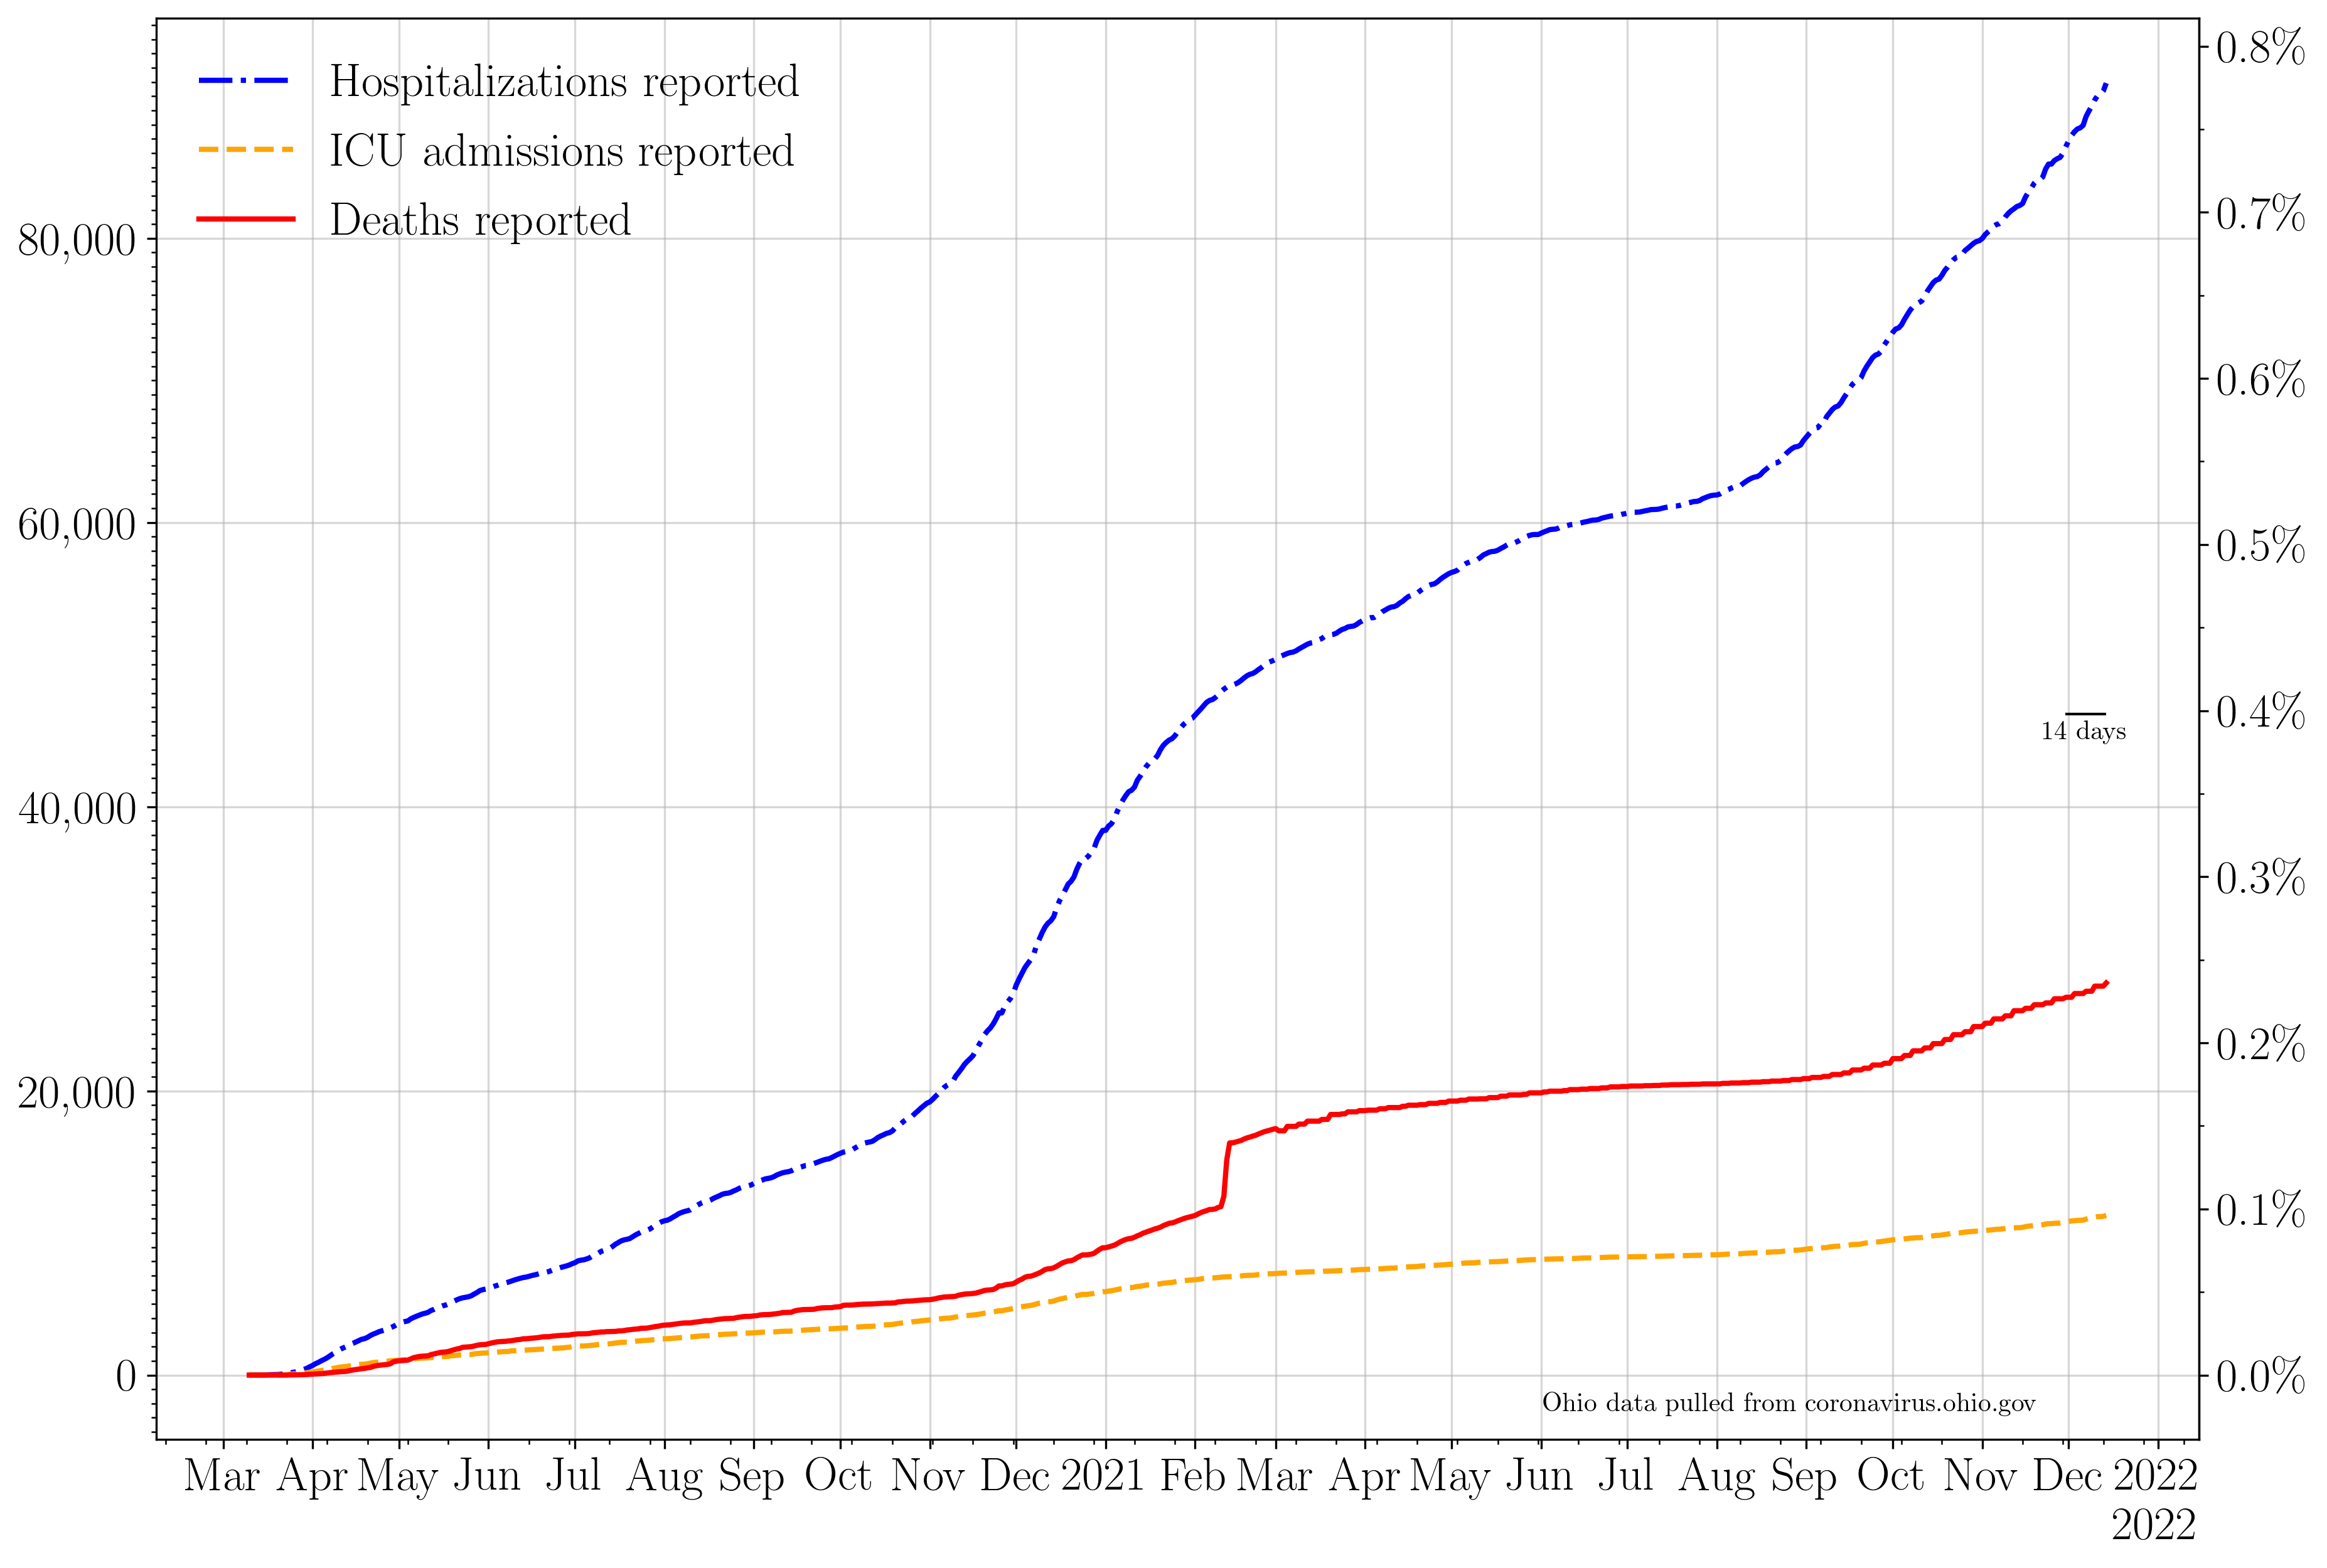 Hospitalizations reported
ICU admissions reported
Deaths reported
80,000
60,000
40,000
20,000
0
0.8%
0.7%
0.6%
0.5%
0.4%
0.3%
0.2%
0.1%
0.0%
14 days
Ohio data pulled from coronavirus.ohio.gov
Mar Apr May Jun Jul Aug Sep Oct Nov Dec 2021 Feb Mar Apr May Jun Jul Aug Sep Oct Nov Dec 2022
2022